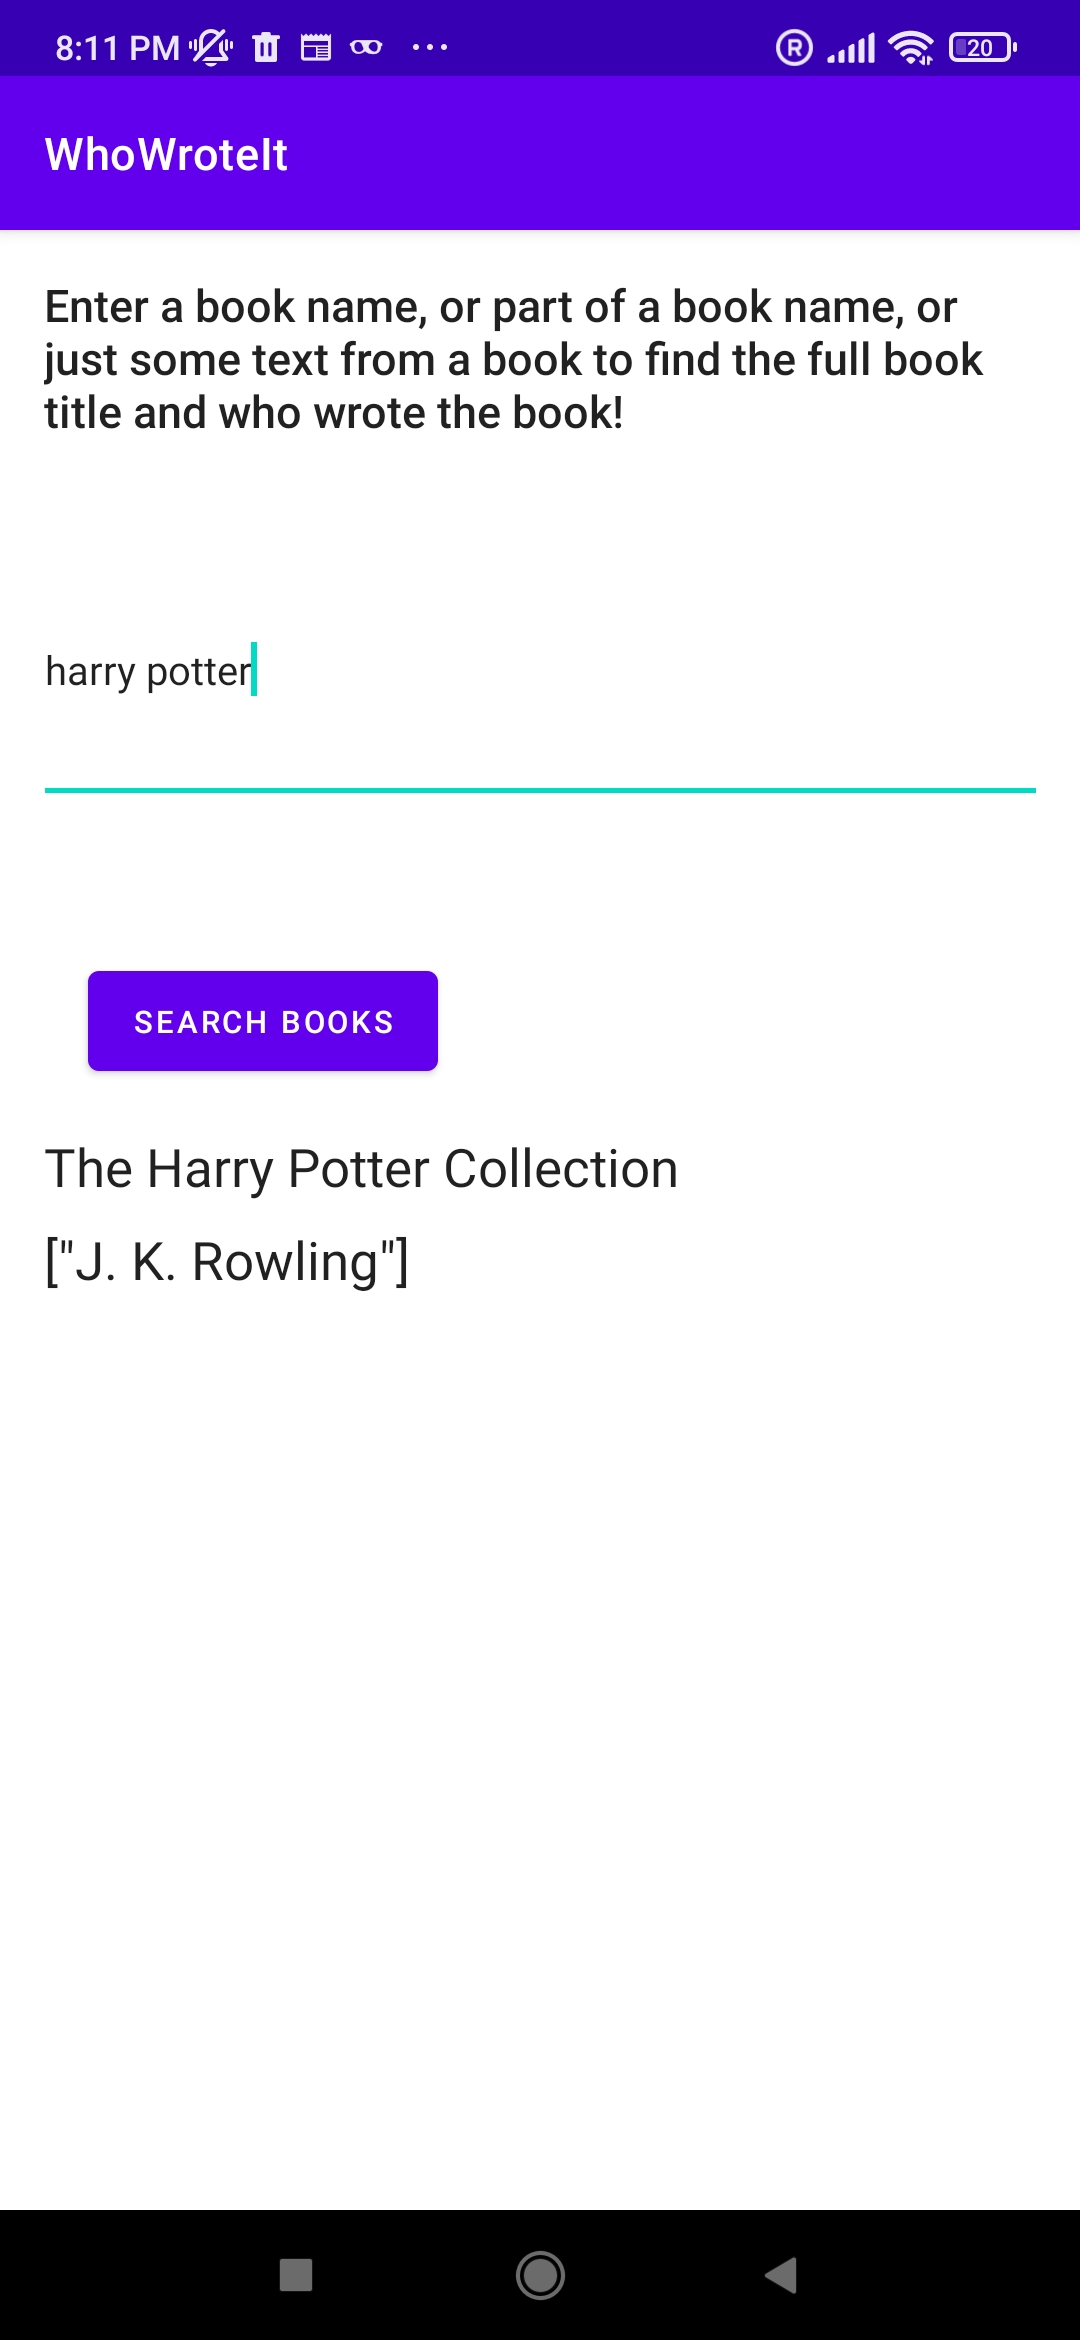 8:11 PM
R
20
WhoWroteIt
Enter a book name, or part of a book name, or
just some text from a book to find the full book
title and who wrote the book!
harry potter
SEARCH BOOKS
The Harry Potter Collection
["J. K. Rowling"]